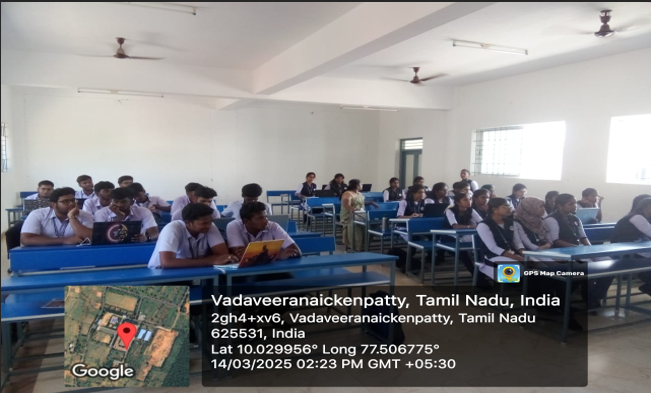 GPS Map Camera
Vadaveeranaickenpatty, Tamil Nadu, India
2gh4+xv6, Vadaveeranaickenpatty, Tamil Nadu
625531, India
Lat 10.029956° Long 77.506775°
14/03/2025 02:23 PM GMT +05:30
Google